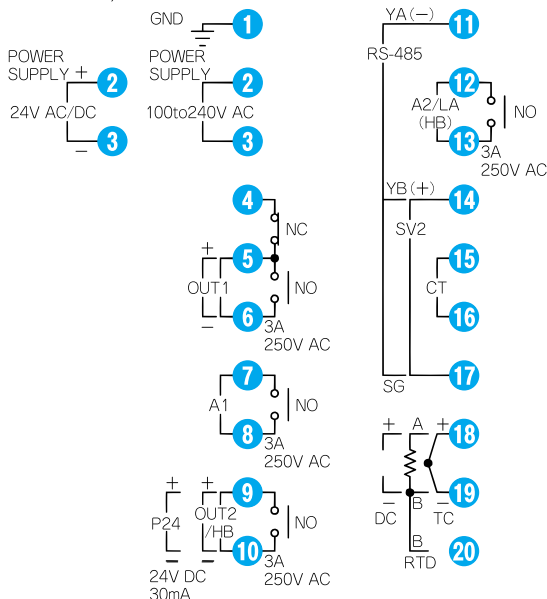 GND 1
POWER
SUPPLY + 2
24V AC/DC
− 3
POWER
SUPPLY 2
100to240V AC
3
4
NC
+ 5
OUT1
NO
− 6
3A
250V AC
7
A1
NO
8
3A
250V AC
+ + 9
P24
OUT2
/HB
NO
− − 10
3A
250V AC
24V DC
30mA
YA(−) 11
RS-485
12
A2/LA
(HB)
NO
13
3A
250V AC
YB(+) 14
SV2
15
CT
16
SG 17
+ A + 18
− B − 19
DC TC
B
RTD 20